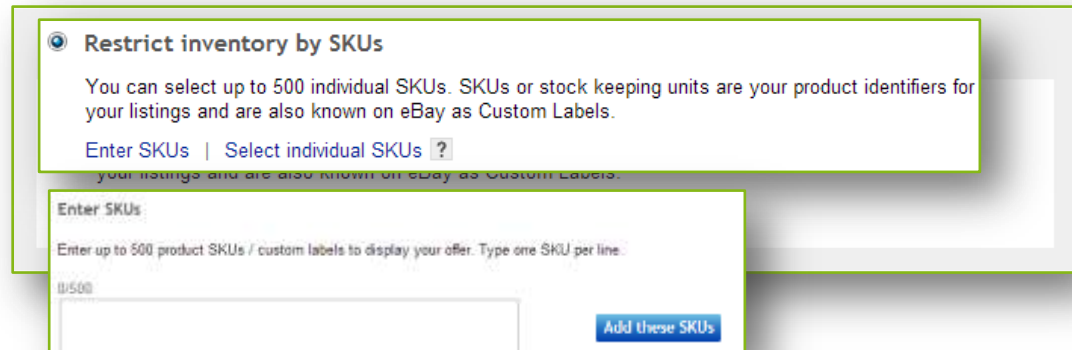 Restrict inventory by SKUs
You can select up to 500 individual SKUs. SKUs or stock keeping units are your product identifiers for
your listings and are also known on eBay as Custom Labels.
Enter SKUs | Select individual SKUs ?
your listings and are also known on eBay as Custom Labels.
Enter SKUs
Enter up to 500 product SKUs / custom labels to display your offer. Type one SKU per line.
0/500
Add these SKUs